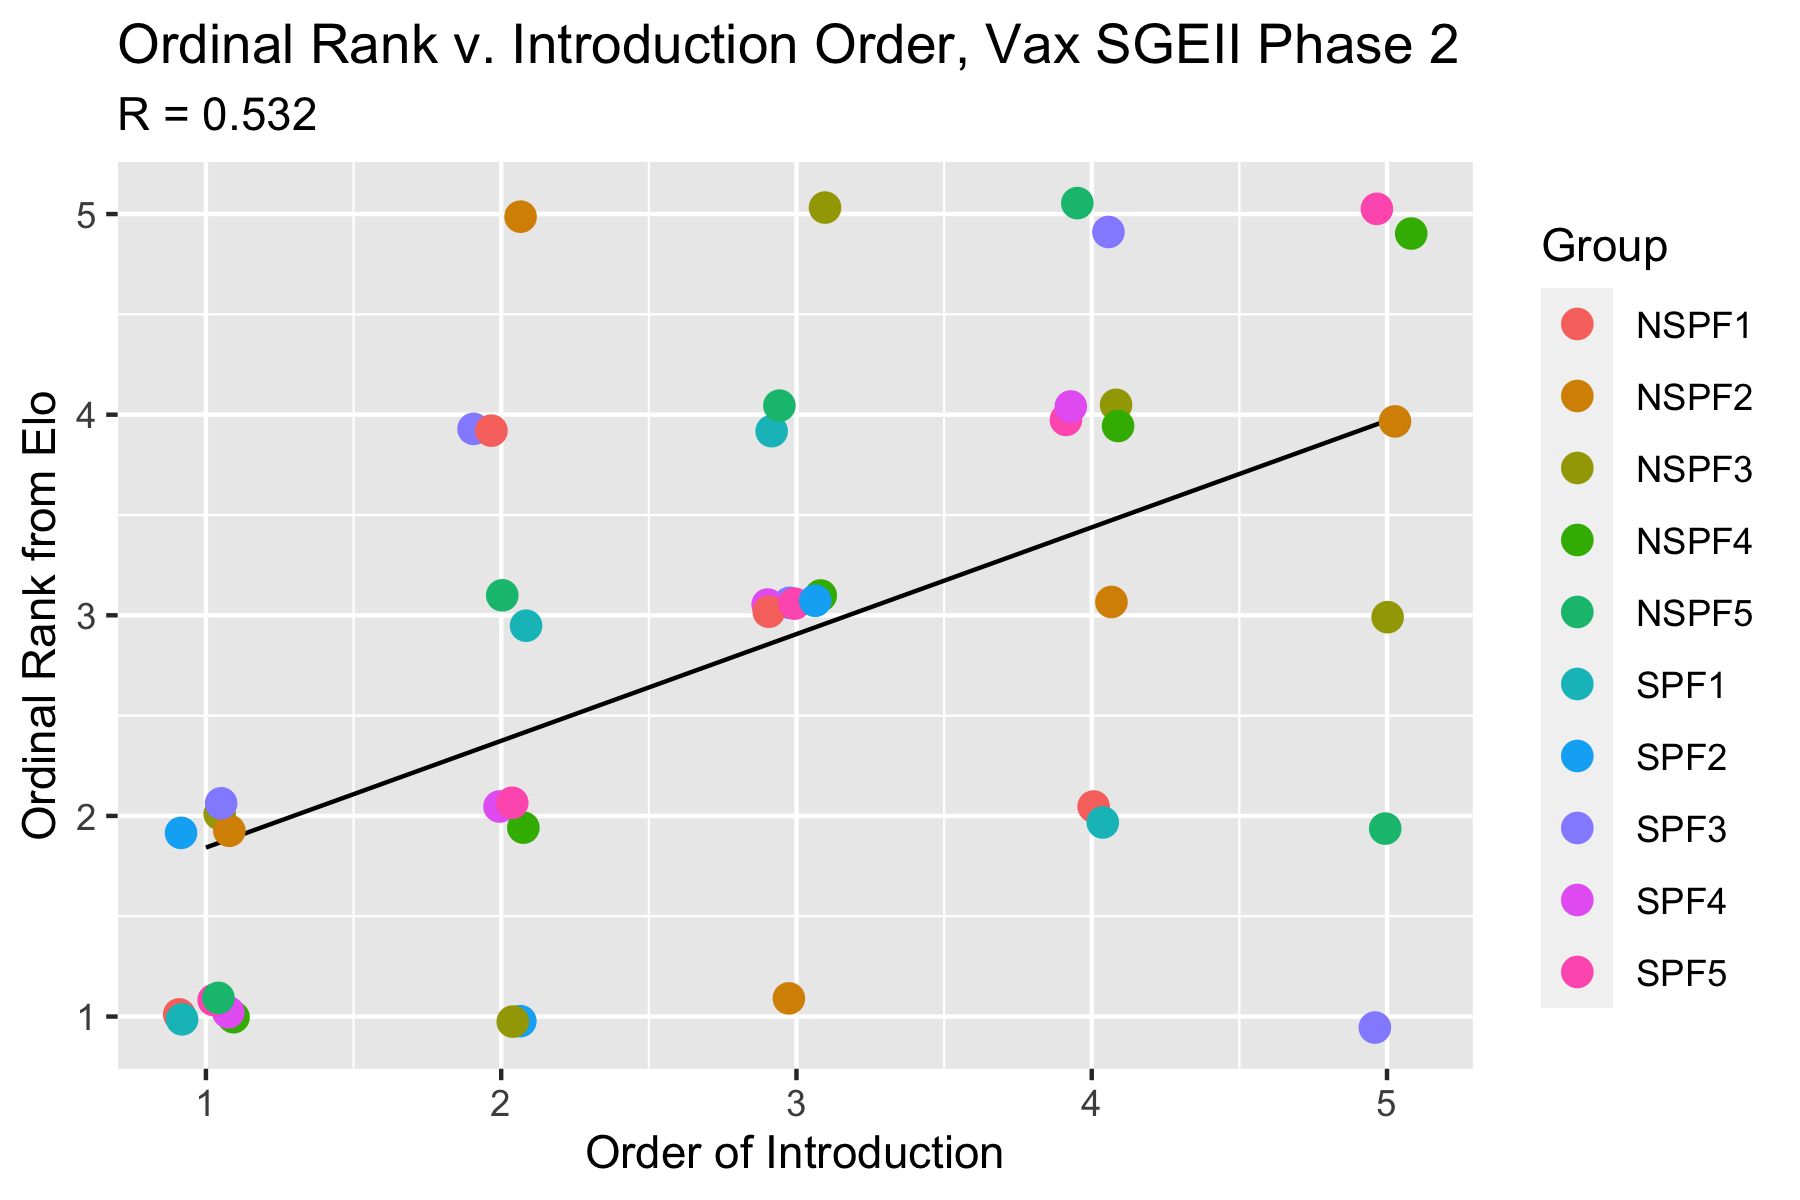 Ordinal Rank v. Introduction Order, Vax SGEII Phase 2
R = 0.532
Ordinal Rank from Elo
5
4
3
2
1
1 2 3 4 5
Order of Introduction
Group
NSPF1
NSPF2
NSPF3
NSPF4
NSPF5
SPF1
SPF2
SPF3
SPF4
SPF5